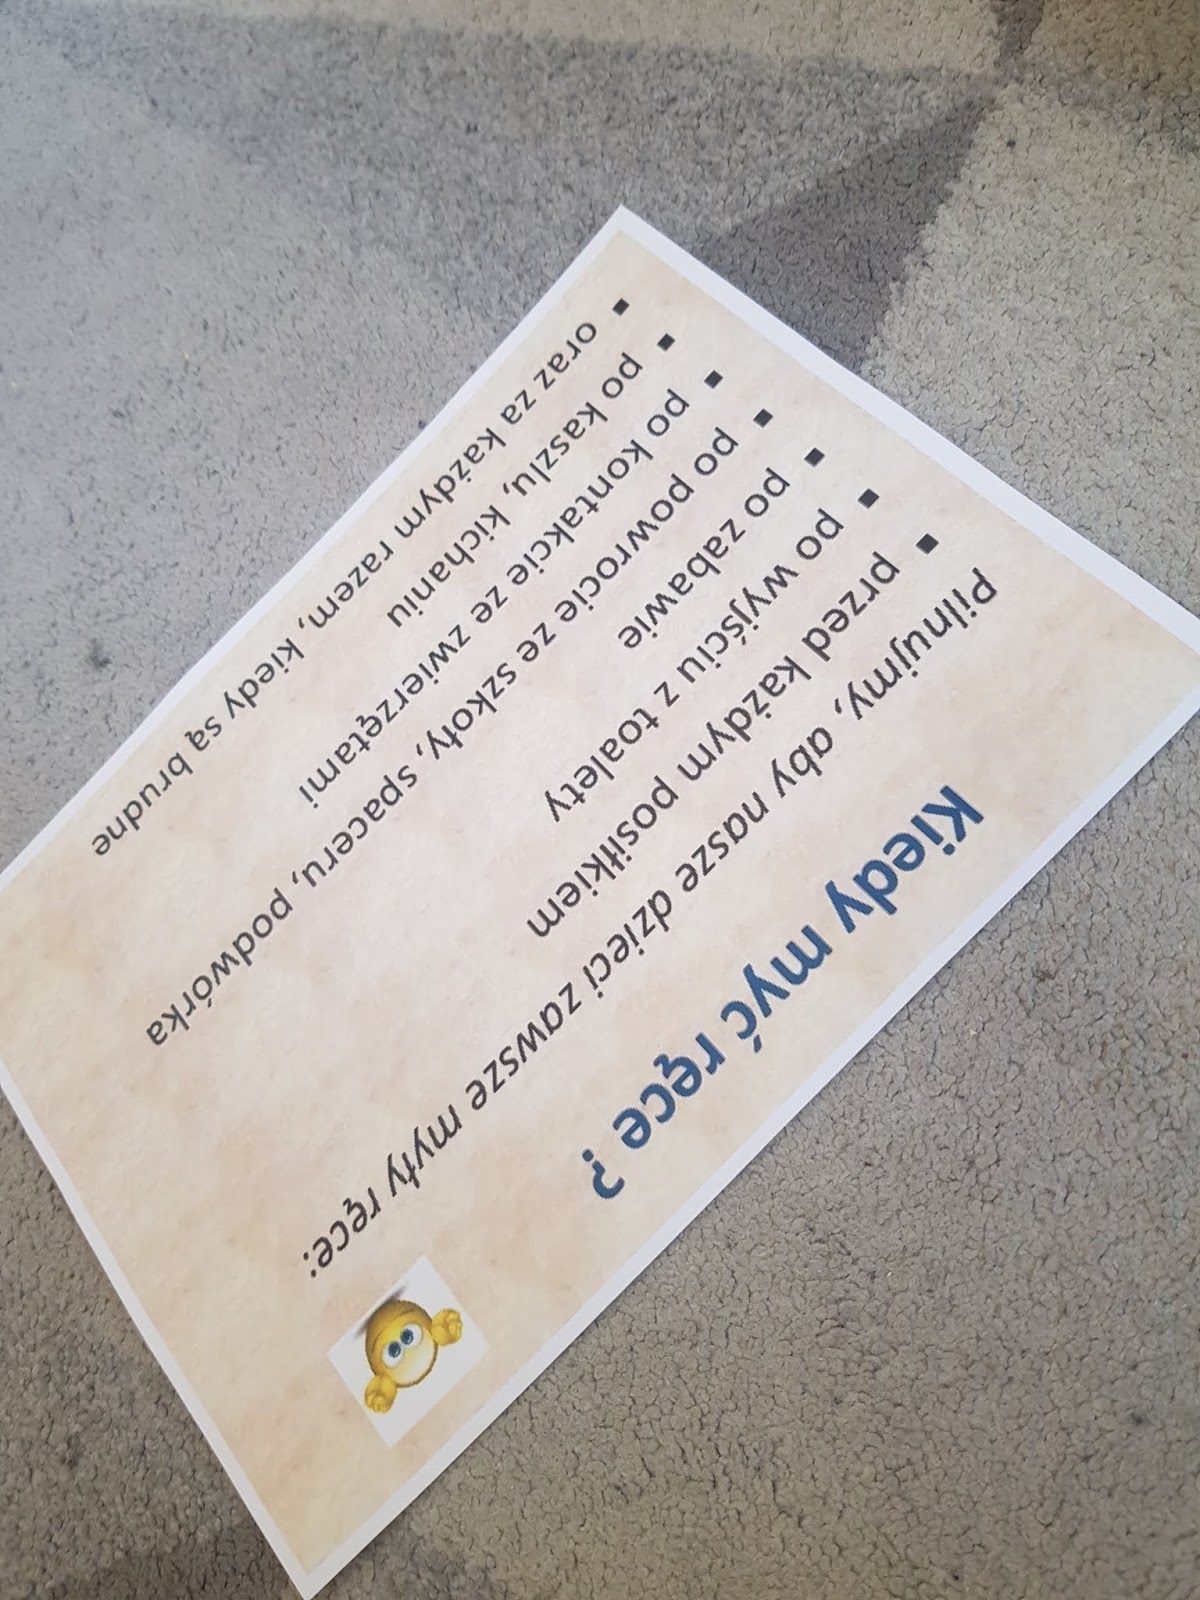 Kiedy myć ręce ?
Pilnujmy, aby nasze dzieci zawsze myły ręce:
▪ przed każdym posiłkiem
▪ po wyjściu z toalety
▪ po zabawie
▪ po powrocie ze szkoły, spaceru, podwórka
▪ po kontakcie ze zwierzętami
▪ po kaszlu, kichaniu
▪ oraz za każdym razem, kiedy są brudne